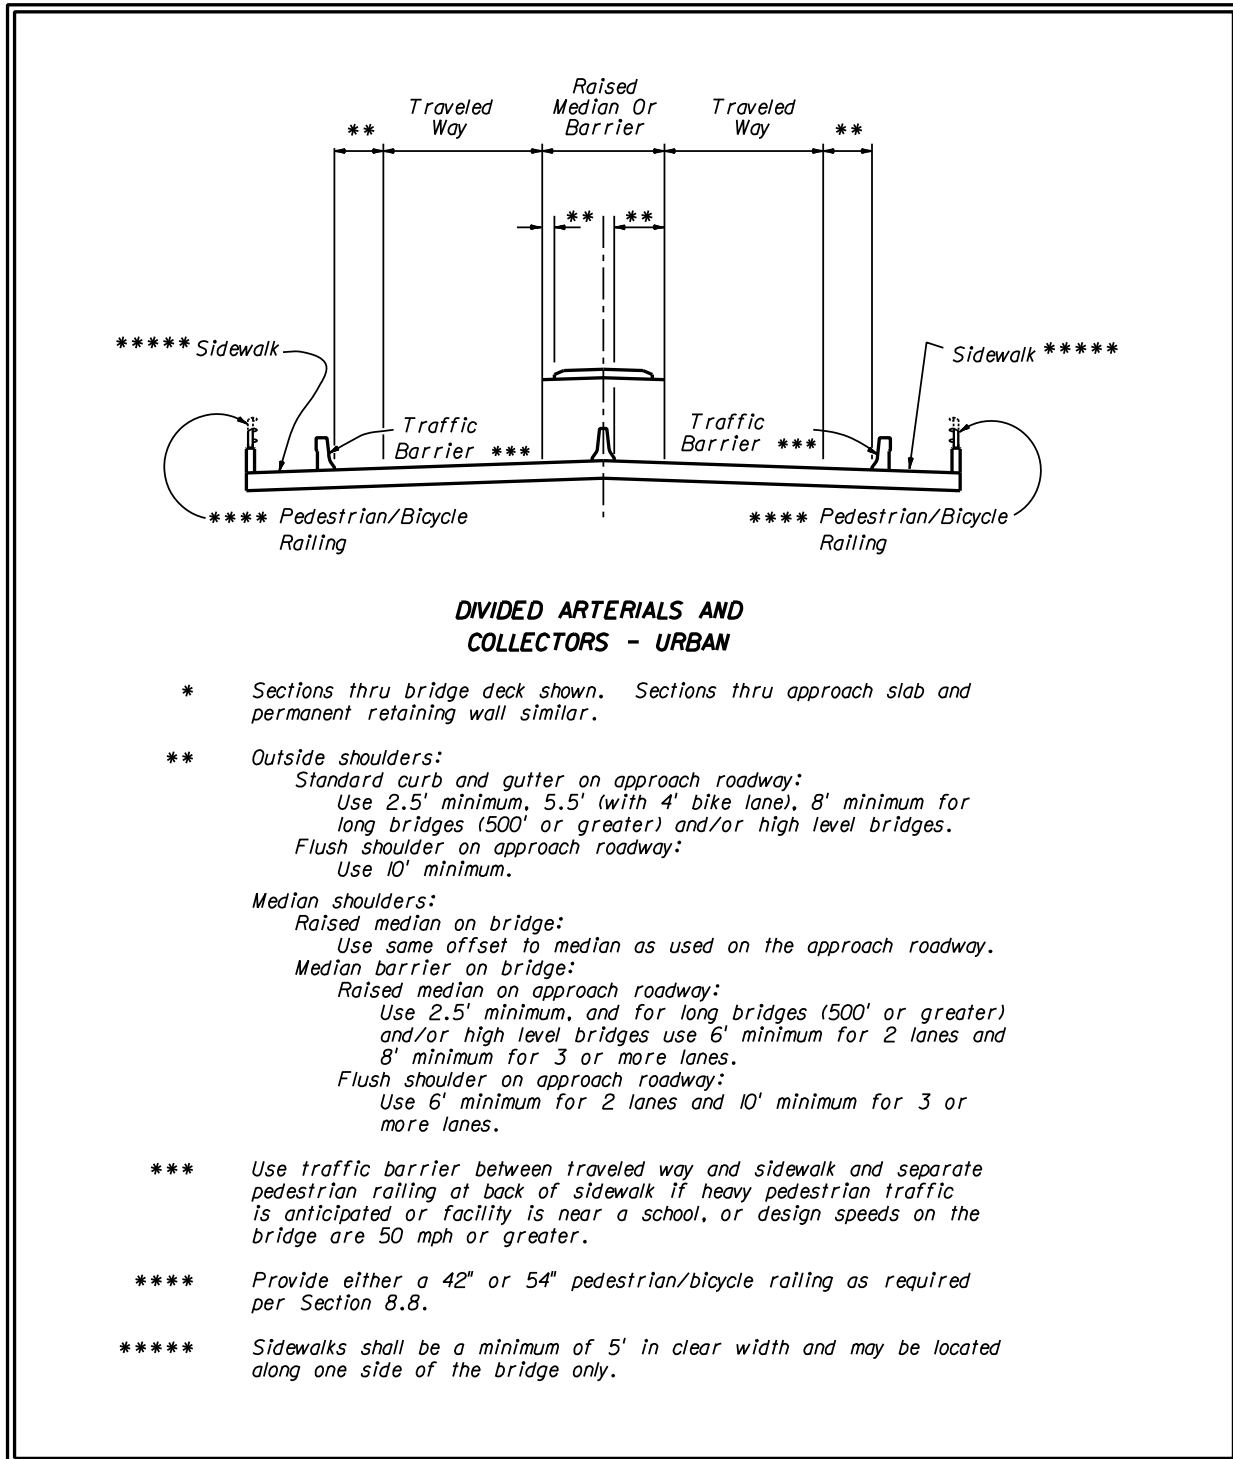 Raised
Median Or
Barrier
Traveled
Way
Traveled
Way
**
**
**
**
***** Sidewalk
Sidewalk *****
Traffic
Barrier ***
Traffic
Barrier ***
**** Pedestrian/Bicycle
Railing
**** Pedestrian/Bicycle
Railing
DIVIDED ARTERIALS AND
COLLECTORS - URBAN
* Sections thru bridge deck shown. Sections thru approach slab and
permanent retaining wall similar.
** Outside shoulders:
Standard curb and gutter on approach roadway:
Use 2.5' minimum, 5.5' (with 4' bike lane), 8' minimum for
long bridges (500' or greater) and/or high level bridges.
Flush shoulder on approach roadway:
Use 10' minimum.
Median shoulders:
Raised median on bridge:
Use same offset to median as used on the approach roadway.
Median barrier on bridge:
Raised median on approach roadway:
Use 2.5' minimum, and for long bridges (500' or greater)
and/or high level bridges use 6' minimum for 2 lanes and
8' minimum for 3 or more lanes.
Flush shoulder on approach roadway:
Use 6' minimum for 2 lanes and 10' minimum for 3 or
more lanes.
*** Use traffic barrier between traveled way and sidewalk and separate
pedestrian railing at back of sidewalk if heavy pedestrian traffic
is anticipated or facility is near a school, or design speeds on the
bridge are 50 mph or greater.
**** Provide either a 42" or 54" pedestrian/bicycle railing as required
per Section 8.8.
***** Sidewalks shall be a minimum of 5' in clear width and may be located
along one side of the bridge only.